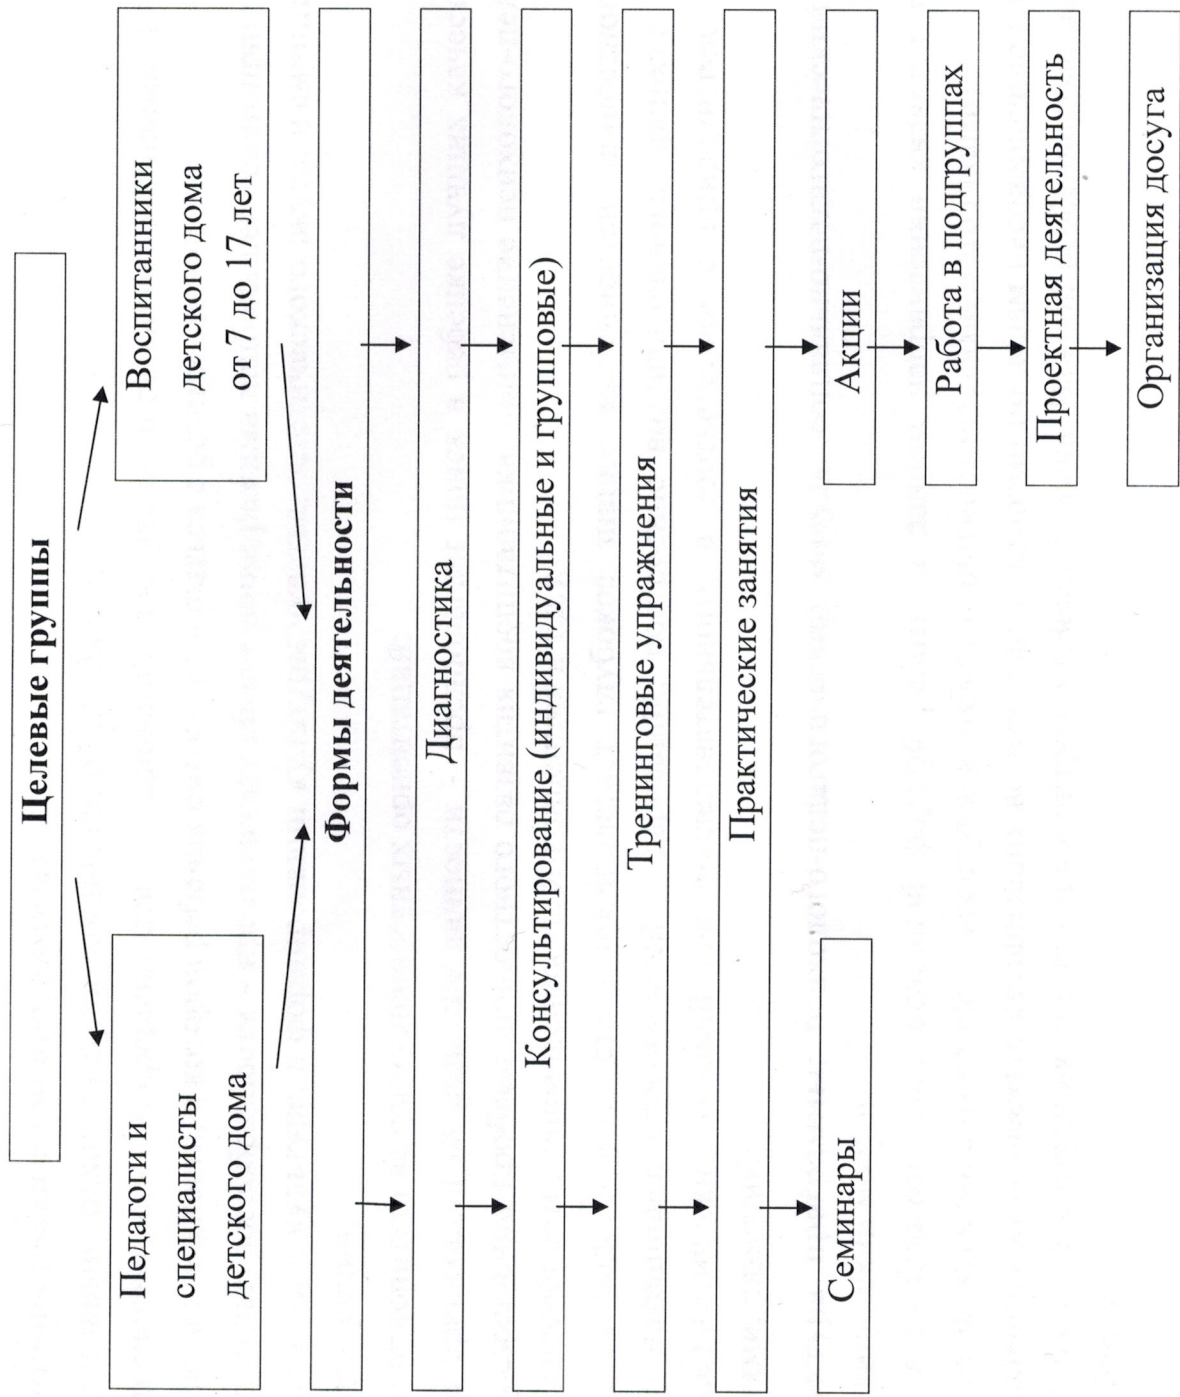 Целевые группы
Педагоги и
специалисты
детского дома
Воспитанники
детского дома
от 7 до 17 лет
Формы деятельности
Диагностика
Консультирование (индивидуальные и групповые)
Тренинговые упражнения
Практические занятия
Семинары
Акции
Работа в подгруппах
Проектная деятельность
Организация досуга